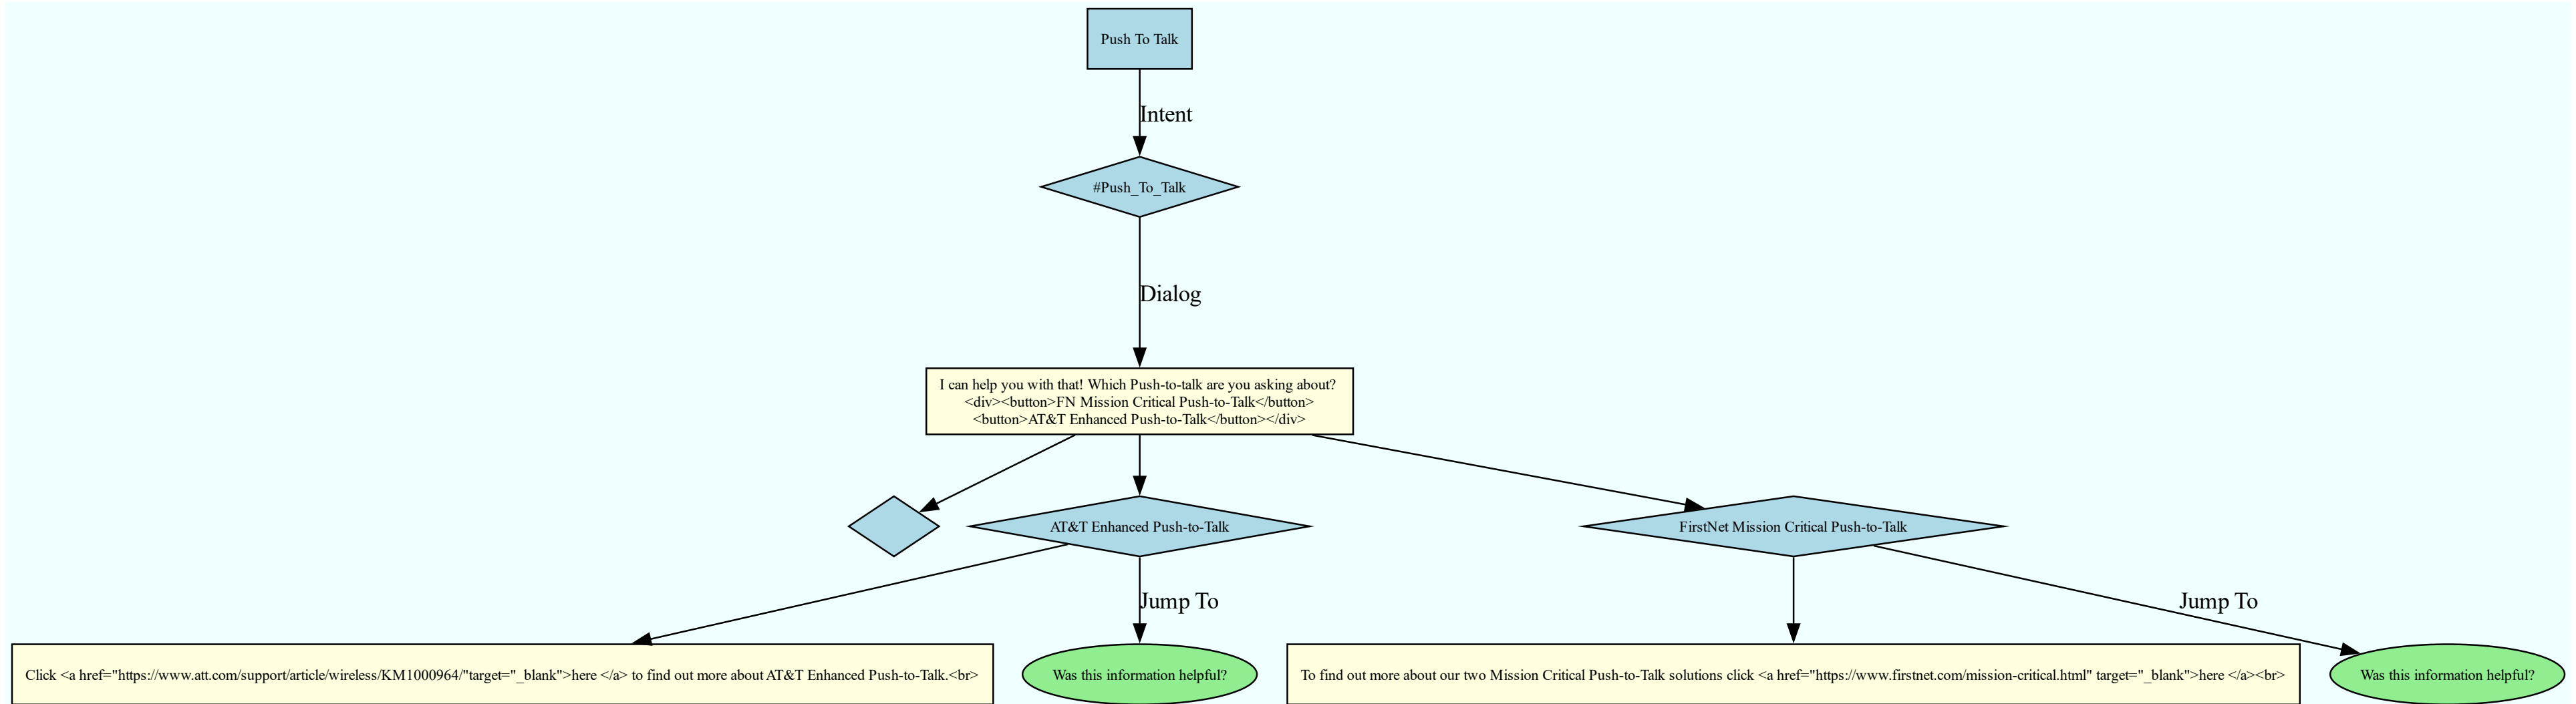 Push To Talk
Intent
#Push_To_Talk
Dialog
I can help you with that! Which Push-to-talk are you asking about?
<div><button>FN Mission Critical Push-to-Talk</button>
<button>AT&T Enhanced Push-to-Talk</button></div>
AT&T Enhanced Push-to-Talk
FirstNet Mission Critical Push-to-Talk
Jump To
Jump To
Click <a href="https://www.att.com/support/article/wireless/KM1000964/"target="_blank">here </a> to find out more about AT&T Enhanced Push-to-Talk.<br>
Was this information helpful?
To find out more about our two Mission Critical Push-to-Talk solutions click <a href="https://www.firstnet.com/mission-critical.html" target="_blank">here </a><br>
Was this information helpful?